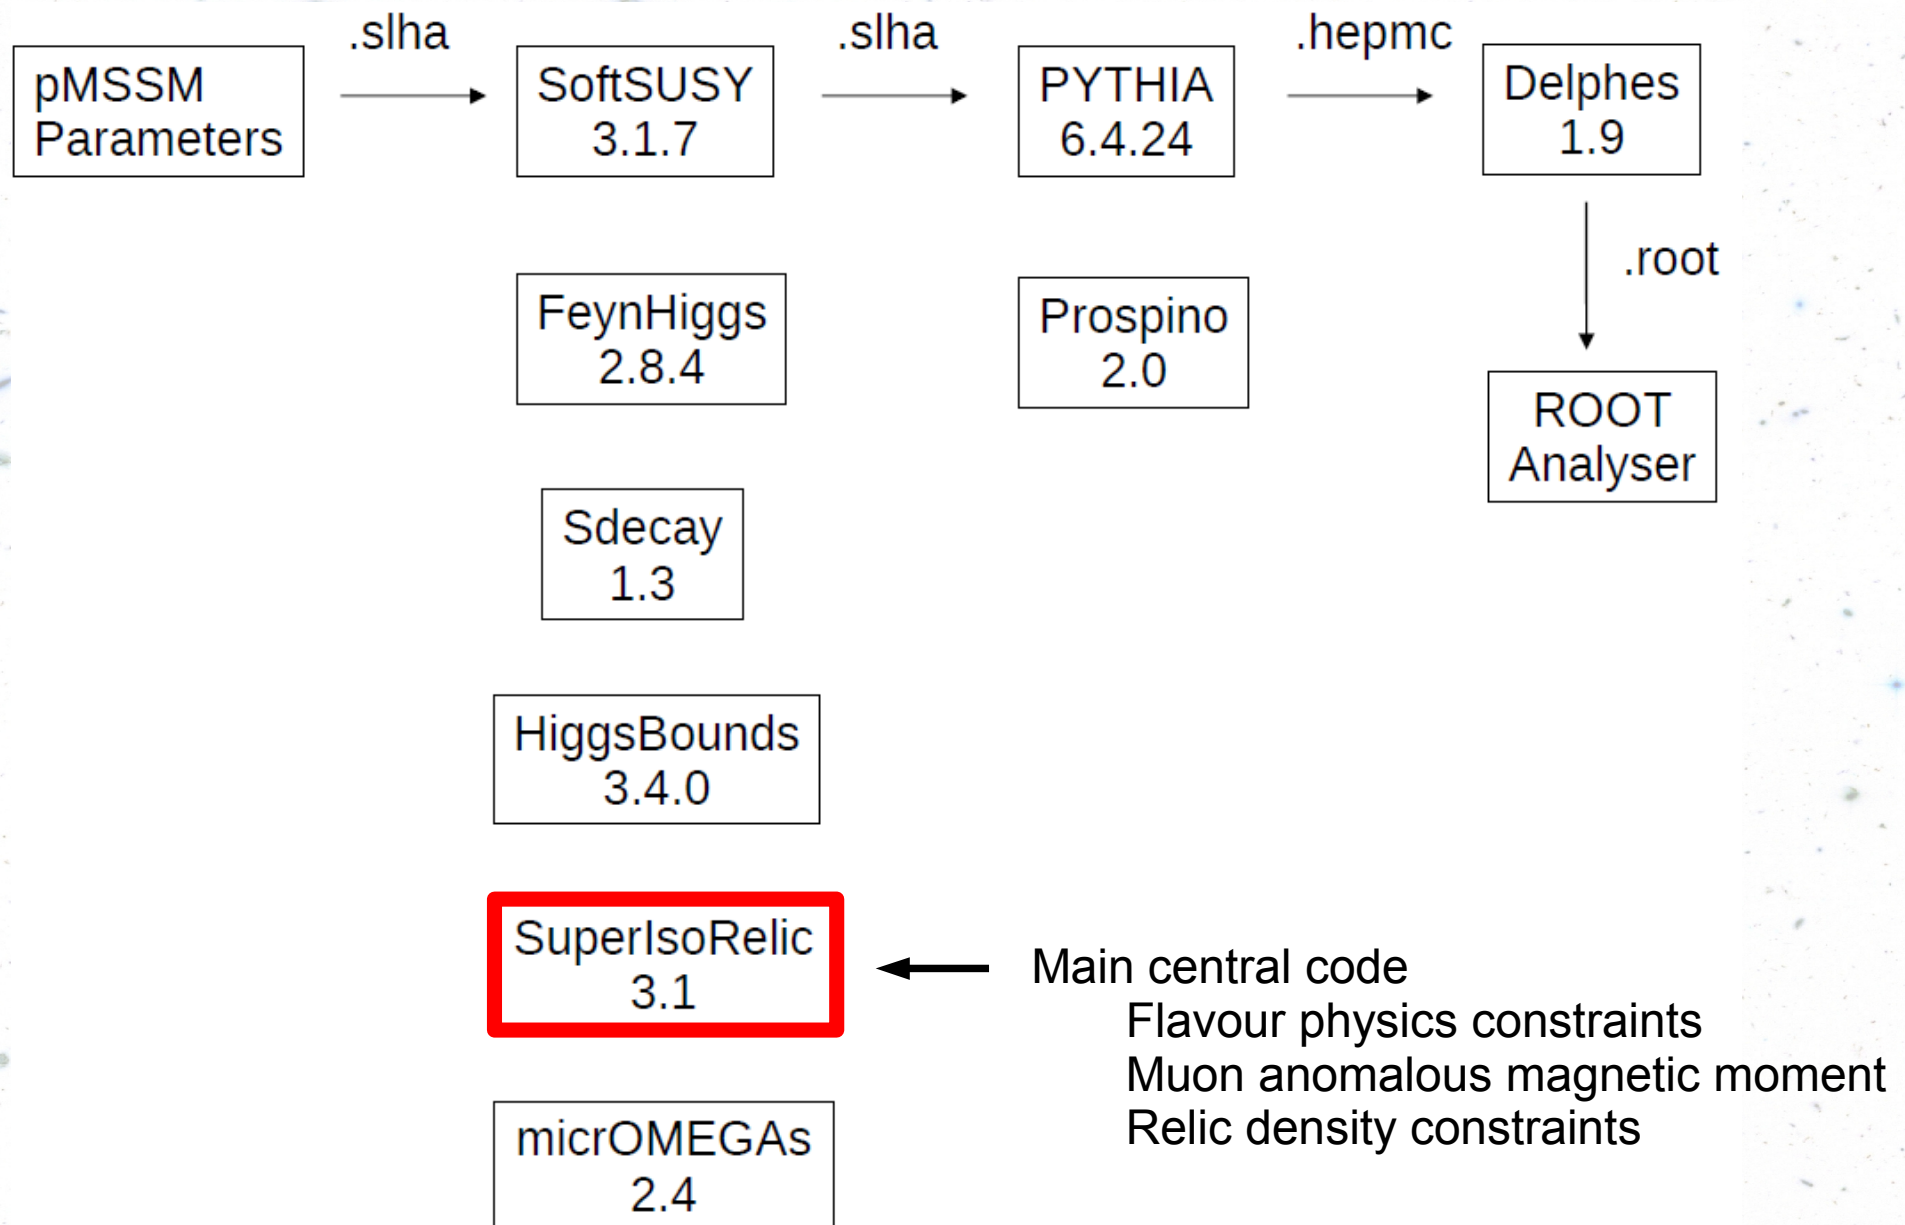 .slha
.slha
.hepmc
pMSSM
Parameters
SoftSUSY
3.1.7
PYTHIA
6.4.24
Delphes
1.9
.root
FeynHiggs
2.8.4
Prospino
2.0
ROOT
Analyser
Sdecay
1.3
HiggsBounds
3.4.0
SuperIsoRelic
3.1
Main central code
Flavour physics constraints
Muon anomalous magnetic moment
Relic density constraints
micrOMEGAs
2.4